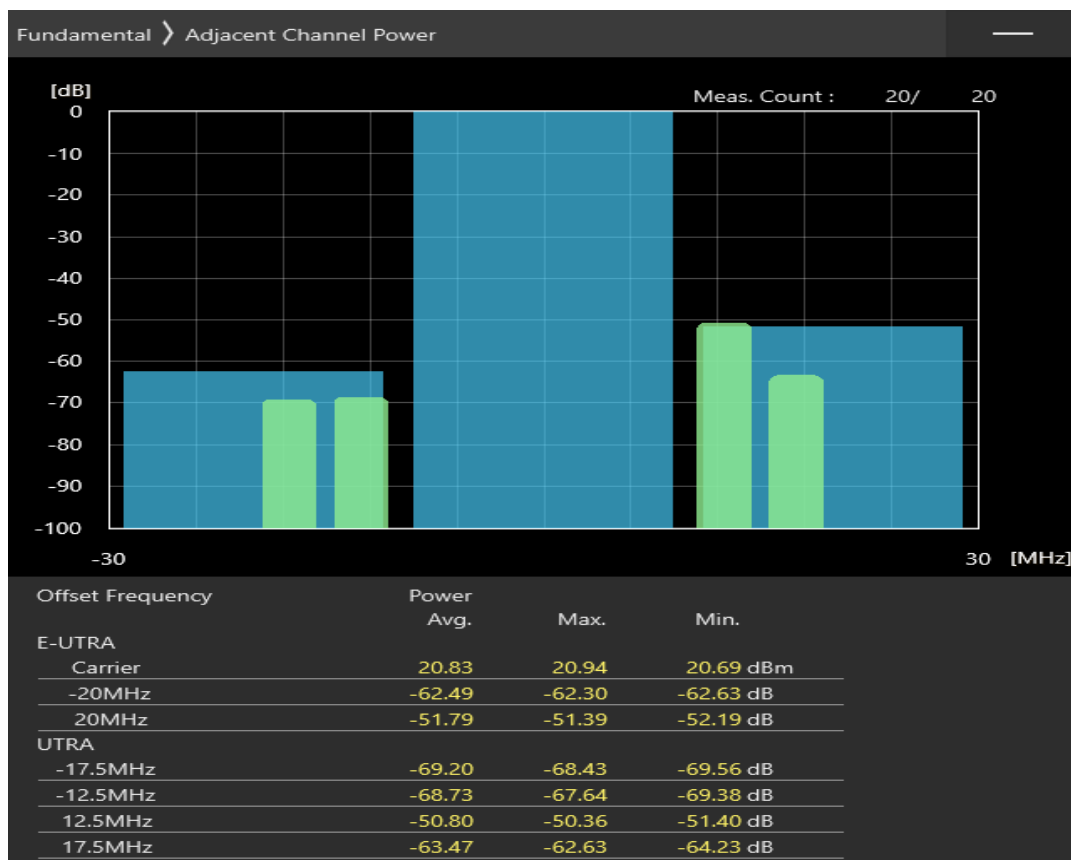 Fundamental ❯ Adjacent Channel Power
[dB]
Meas. Count : 20/ 20
0
-10
-20
-30
-40
-50
-60
-70
-80
-90
-100
-30 30 [MHz]
Offset Frequency Power
Avg. Max. Min.
E-UTRA
Carrier 20.83 20.94 20.69 dBm
-20MHz -62.49 -62.30 -62.63 dB
20MHz -51.79 -51.39 -52.19 dB
UTRA
-17.5MHz -69.20 -68.43 -69.56 dB
-12.5MHz -68.73 -67.64 -69.38 dB
12.5MHz -50.80 -50.36 -51.40 dB
17.5MHz -63.47 -62.63 -64.23 dB